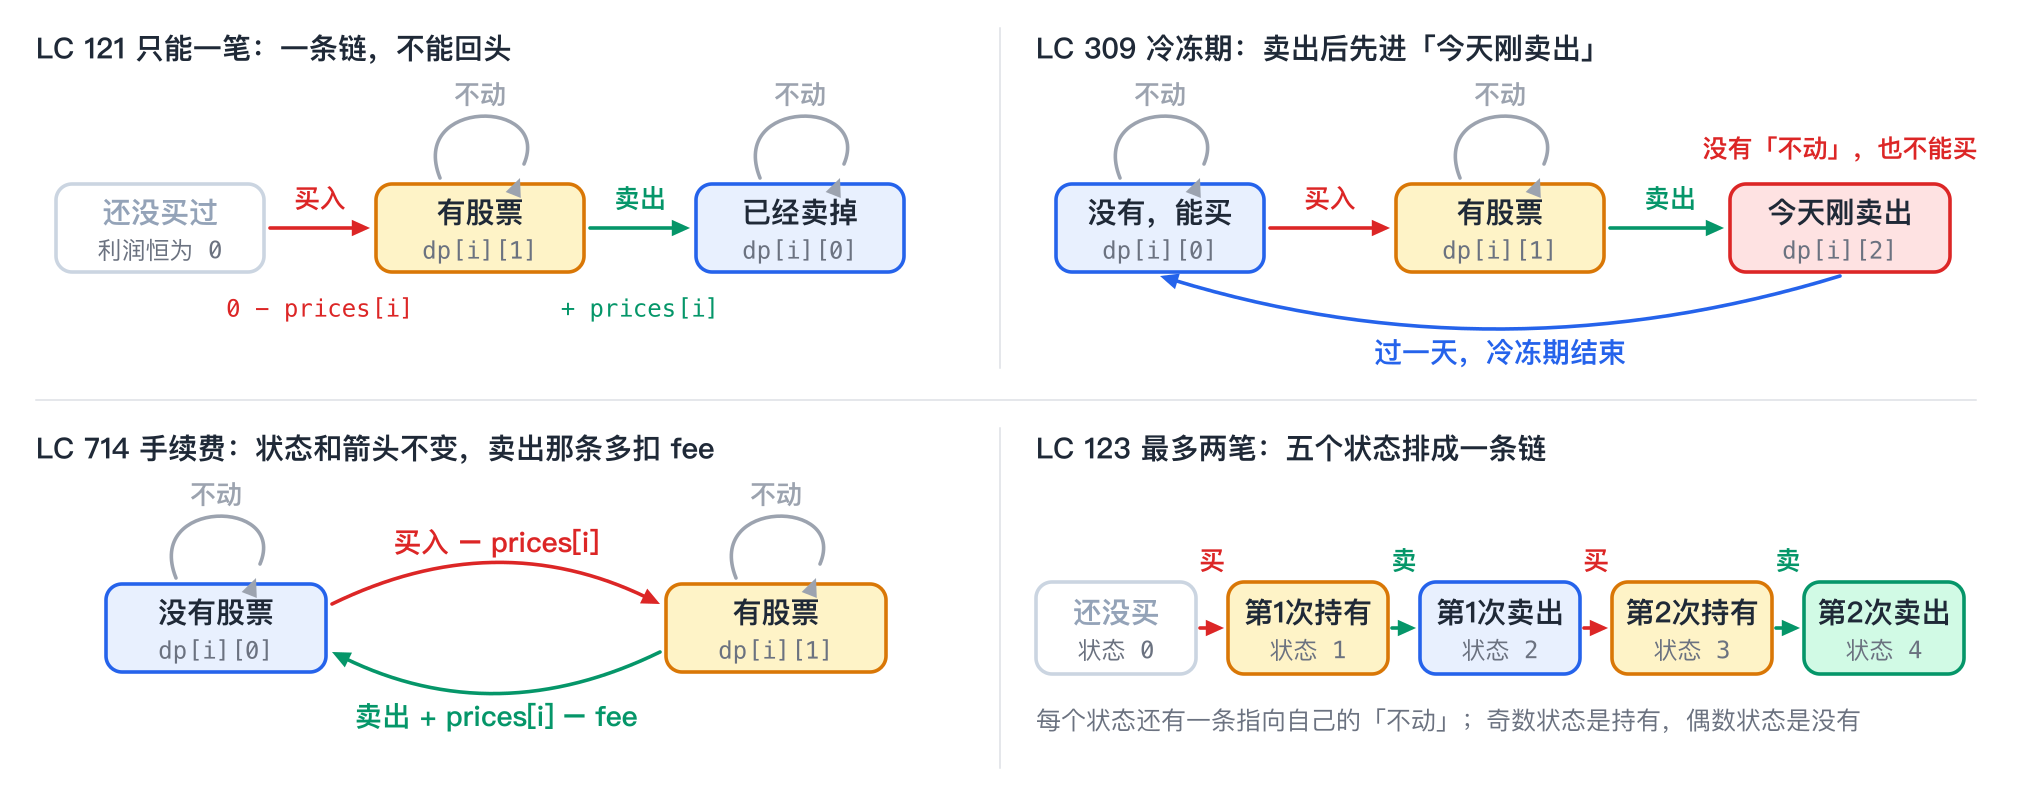 LC 121 只能一笔：一条链，不能回头
不动
不动
还没买过
利润恒为 0
买入
有股票
dp[i][1]
卖出
已经卖掉
dp[i][0]
0 − prices[i]
+ prices[i]
LC 309 冷冻期：卖出后先进「今天刚卖出」
不动
不动
没有「不动」，也不能买
没有，能买
dp[i][0]
买入
有股票
dp[i][1]
卖出
今天刚卖出
dp[i][2]
过一天，冷冻期结束
LC 714 手续费：状态和箭头不变，卖出那条多扣 fee
不动
不动
买入 − prices[i]
没有股票
dp[i][0]
有股票
dp[i][1]
卖出 + prices[i] − fee
LC 123 最多两笔：五个状态排成一条链
买
卖
买
卖
还没买
状态 0
第1次持有
状态 1
第1次卖出
状态 2
第2次持有
状态 3
第2次卖出
状态 4
每个状态还有一条指向自己的「不动」；奇数状态是持有，偶数状态是没有